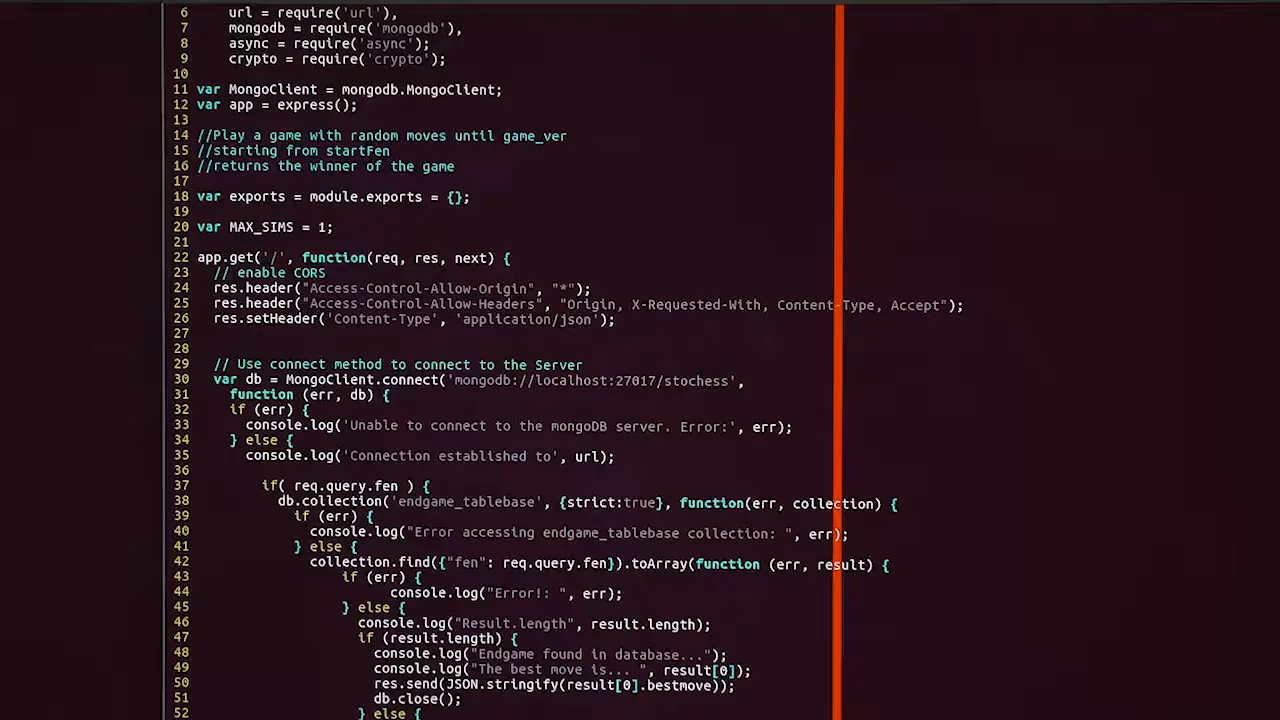 6 url = require('url'),
7 mongodb = require('mongodb'),
8 async = require('async');
9 crypto = require('crypto');
10
11 var MongoClient = mongodb.MongoClient;
12 var app = express();
13
14 //Play a game with random moves until game_ver
15 //starting from startFen
16 //returns the winner of the game
17
18 var exports = module.exports = {};
19
20 var MAX_SIMS = 1;
21
22 app.get('/', function(req, res, next) {
23 // enable CORS
24 res.header("Access-Control-Allow-Origin", "*");
25 res.header("Access-Control-Allow-Headers", "Origin, X-Requested-With, Content-Type, Accept");
26 res.setHeader('Content-Type', 'application/json');
27
28
29 // Use connect method to connect to the Server
30 var db = MongoClient.connect('mongodb://localhost:27017/stochess',
31 function (err, db) {
32 if (err) {
33 console.log('Unable to connect to the mongoDB server. Error:', err);
34 } else {
35 console.log('Connection established to', url);
36
37 if( req.query.fen ) {
38 db.collection('endgame_tablebase', {strict:true}, function(err, collection) {
39 if (err) {
40 console.log("Error accessing endgame_tablebase collection: ", err);
41 } else {
42 collection.find({"fen": req.query.fen}).toArray(function (err, result) {
43 if (err) {
44 console.log("Error!: ", err);
45 } else {
46 console.log("Result.length", result.length);
47 if (result.length) {
48 console.log("Endgame found in database...");
49 console.log("The best move is... ", result[0]);
50 res.send(JSON.stringify(result[0].bestmove));
51 db.close();
52 } else {